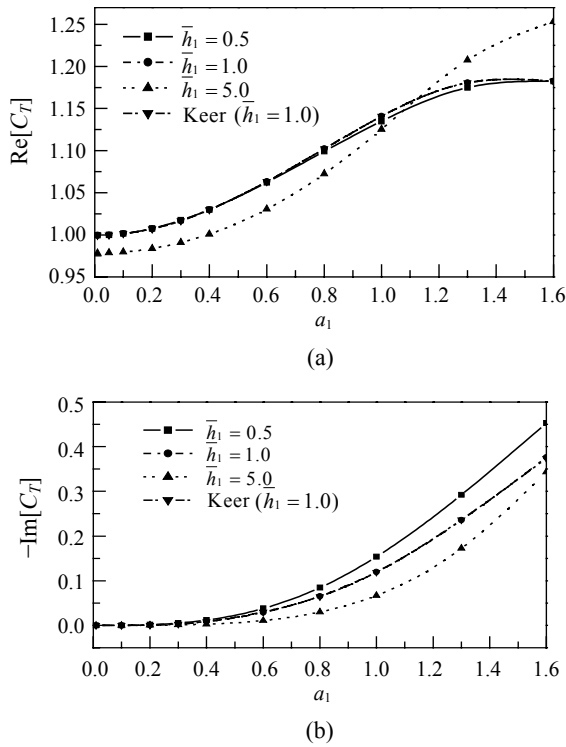 1.25
1.20
1.15
1.10
1.05
1.00
0.95
Re[C_T]
h̅₁ = 0.5
h̅₁ = 1.0
h̅₁ = 5.0
Keer (h̅₁ = 1.0)
0.0 0.2 0.4 0.6 0.8 1.0 1.2 1.4 1.6
a₁
(a)
0.5
0.4
0.3
0.2
0.1
0.0
−Im[C_T]
h̅₁ = 0.5
h̅₁ = 1.0
h̅₁ = 5.0
Keer (h̅₁ = 1.0)
0.0 0.2 0.4 0.6 0.8 1.0 1.2 1.4 1.6
a₁
(b)